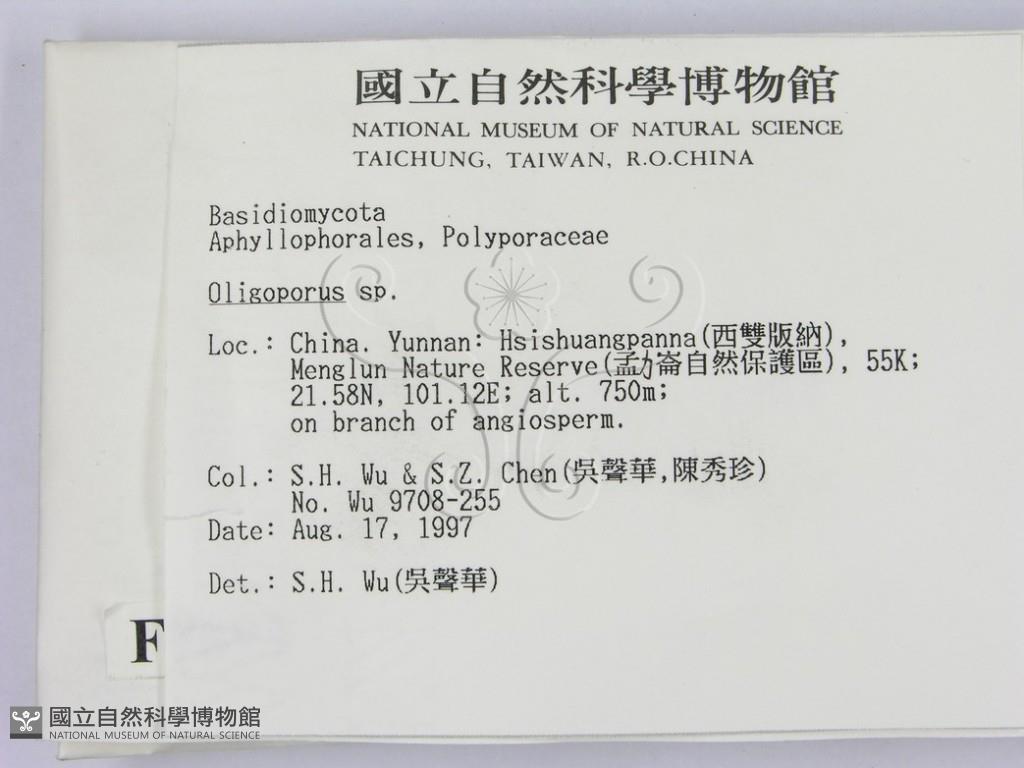 國立自然科學博物館
NATIONAL MUSEUM OF NATURAL SCIENCE
TAICHUNG, TAIWAN, R.O.CHINA
Basidiomycota
Aphyllophorales, Polyporaceae
Oligoporus sp.
Loc.: China. Yunnan: Hsishuangpanna(西雙版納),
Menglun Nature Reserve(孟力崙自然保護區), 55K;
21.58N, 101.12E; alt. 750m;
on branch of angiosperm.
Col.: S.H. Wu & S.Z. Chen(吳聲華,陳秀珍)
No. Wu 9708-255
Date: Aug. 17, 1997
Det.: S.H. Wu(吳聲華)
F
國立自然科學博物館
NATIONAL MUSEUM OF NATURAL SCIENCE